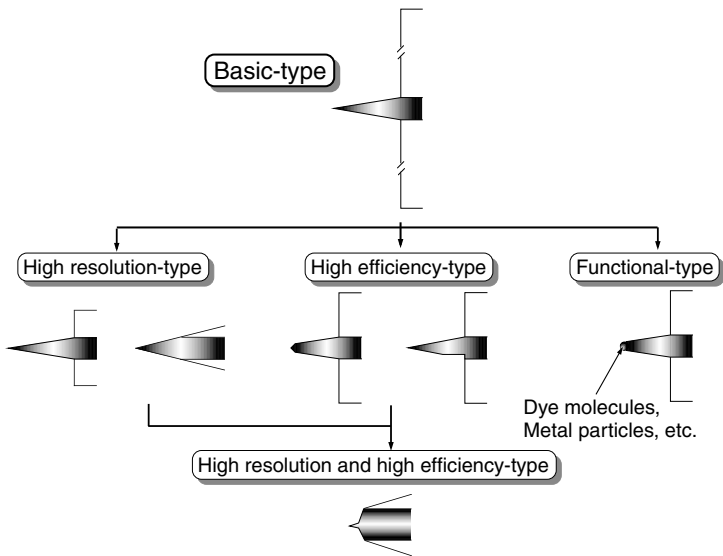 Basic-type
High resolution-type
High efficiency-type
Functional-type
Dye molecules,
Metal particles, etc.
High resolution and high efficiency-type